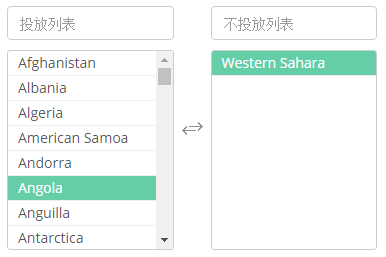 投放列表
不投放列表
Afghanistan
Albania
Algeria
American Samoa
Andorra
Angola
Anguilla
Antarctica
Western Sahara